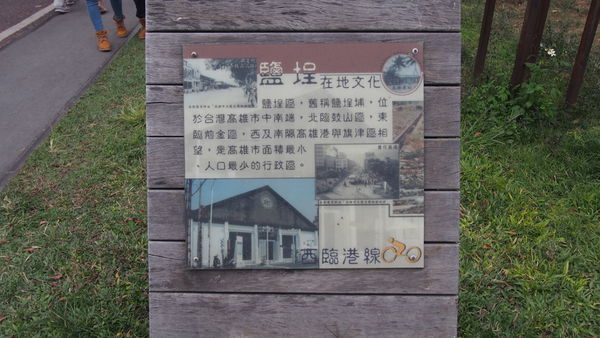 鹽埕在地文化
鹽埕區，舊稱鹽埕埔，位
於台灣高雄市中南端，北臨鼓山區，東
臨前金區，西及南隔高雄港與旗津區相
望，是高雄市面積最小
、人口最少的行政區。
西臨港線